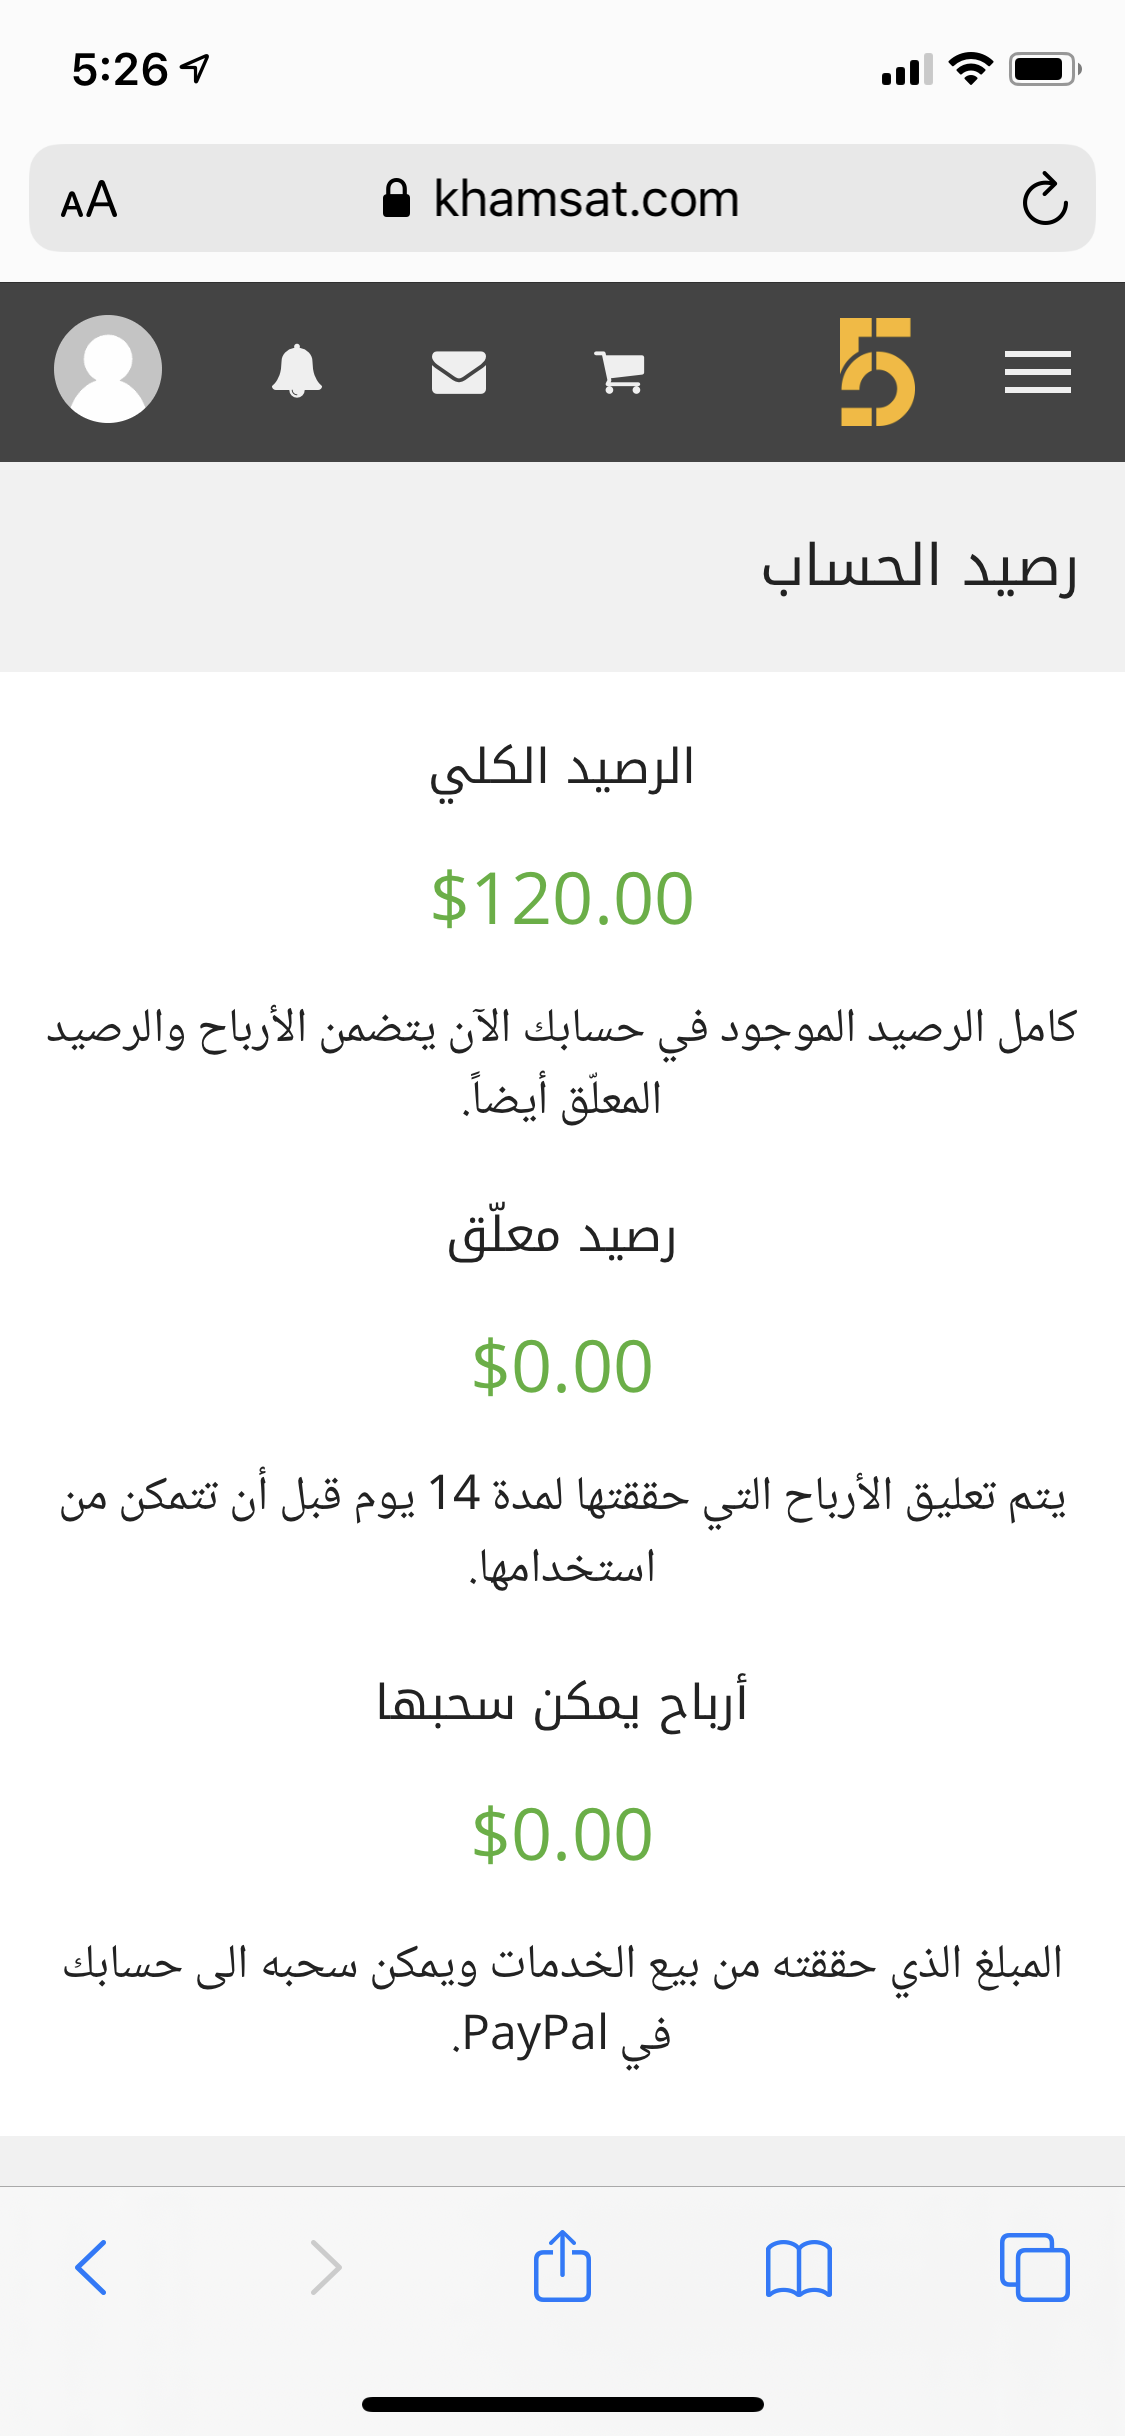 5:26
AA khamsat.com
5
رصيد الحساب
الرصيد الكلي
$120.00
كامل الرصيد الموجود في حسابك الآن يتضمن الأرباح والرصيد
المعلّق أيضاً.
رصيد معلّق
$0.00
يتم تعليق الأرباح التي حققتها لمدة 14 يوم قبل أن تتمكن من
استخدامها.
أرباح يمكن سحبها
$0.00
المبلغ الذي حققته من بيع الخدمات ويمكن سحبه الى حسابك
في PayPal.